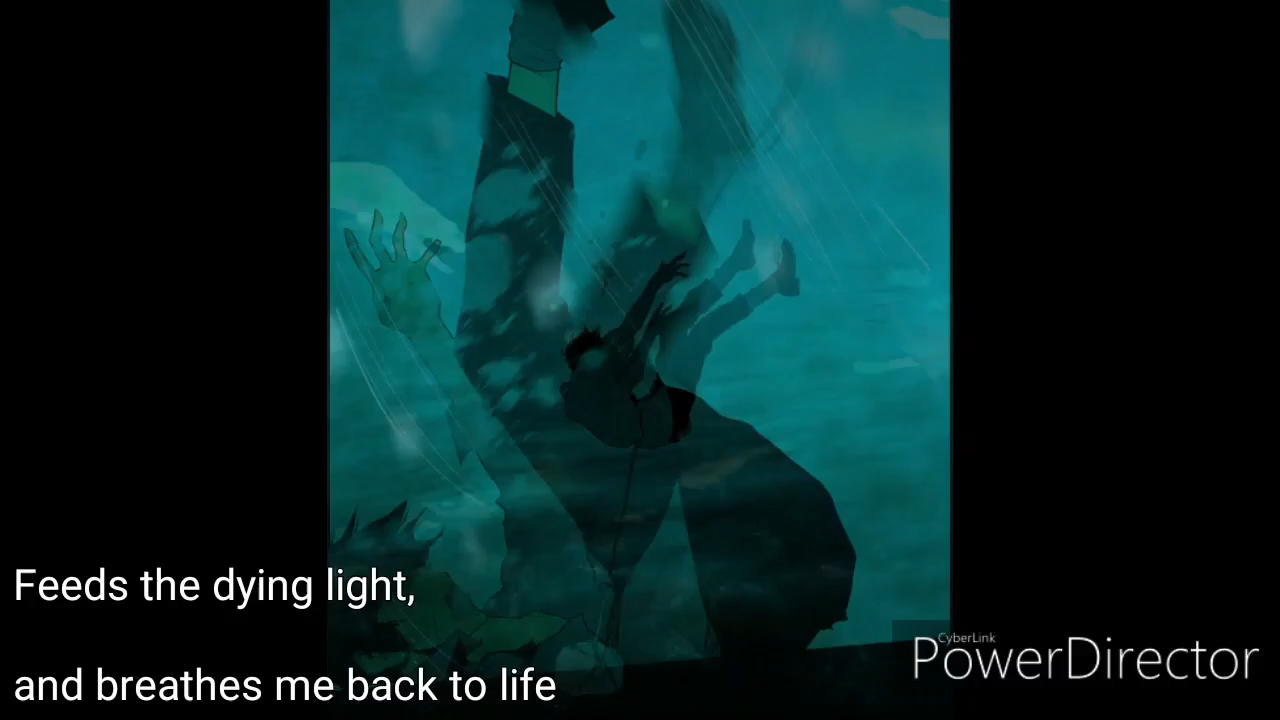 Feeds the dying light,
and breathes me back to life
CyberLink
PowerDirector